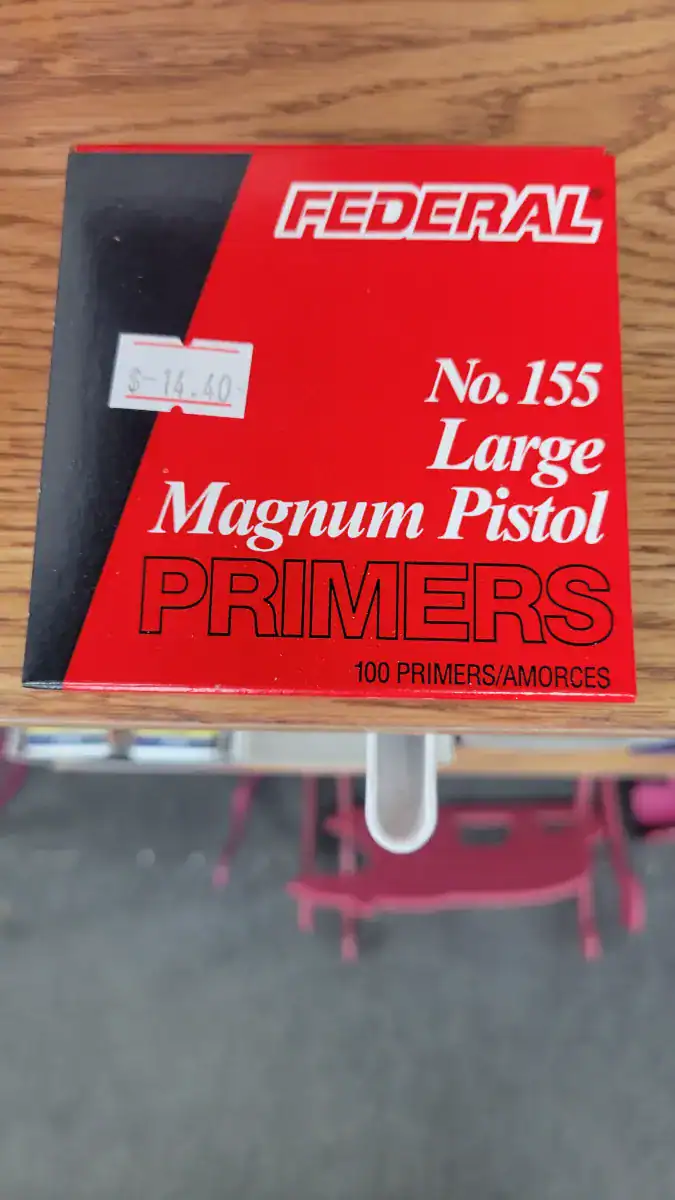 FEDERAL
$-14.40-
No. 155
Large
Magnum Pistol
PRIMERS
100 PRIMERS/AMORCES